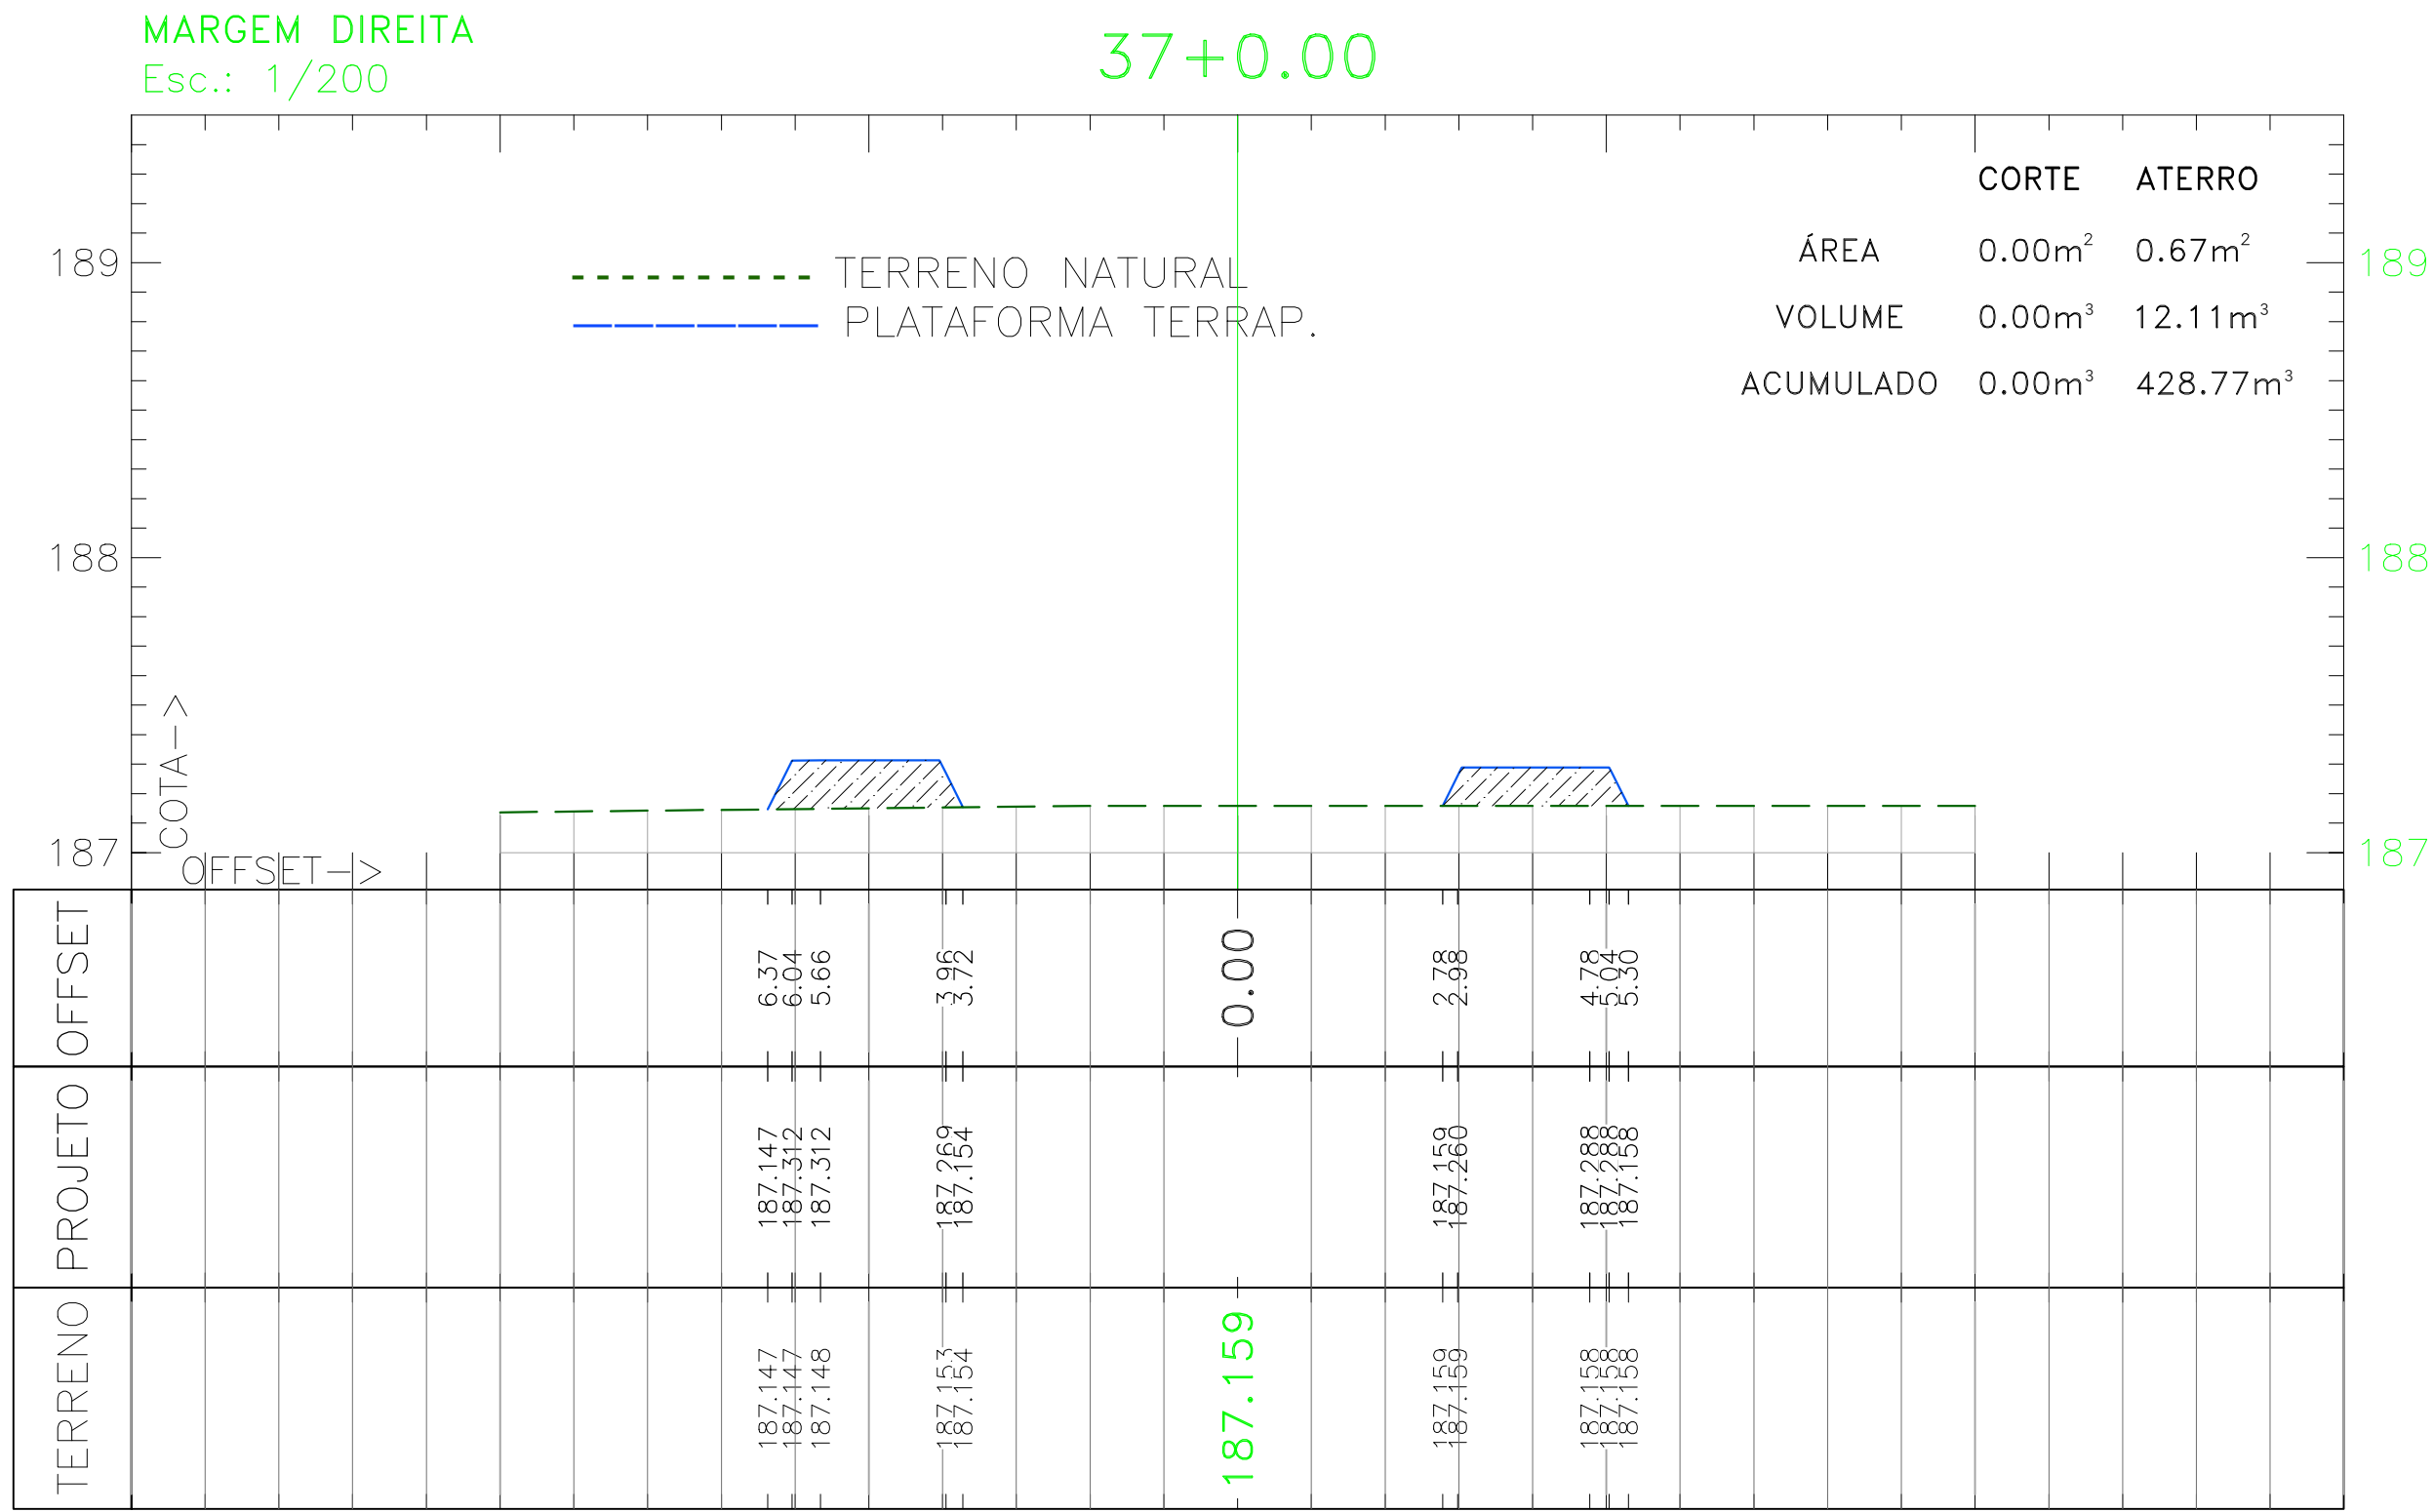 MARGEM DIREITA
Esc.: 1/200
37+0.00
CORTE ATERRO
ÁREA 0.00m² 0.67m²
VOLUME 0.00m³ 12.11m³
ACUMULADO 0.00m³ 428.77m³
TERRENO NATURAL
PLATAFORMA TERRAP.
189 189
188 188
187 187
COTA->
OFFSET->
OFFSET 6.37 6.04 5.66 3.96 3.72 0.00 2.78 2.98 4.78 5.04 5.30
PROJETO 187.147 187.312 187.312 187.269 187.154 187.159 187.260 187.288 187.288 187.158
TERRENO 187.147 187.147 187.148 187.153 187.154 187.159 187.159 187.159 187.158 187.158 187.158